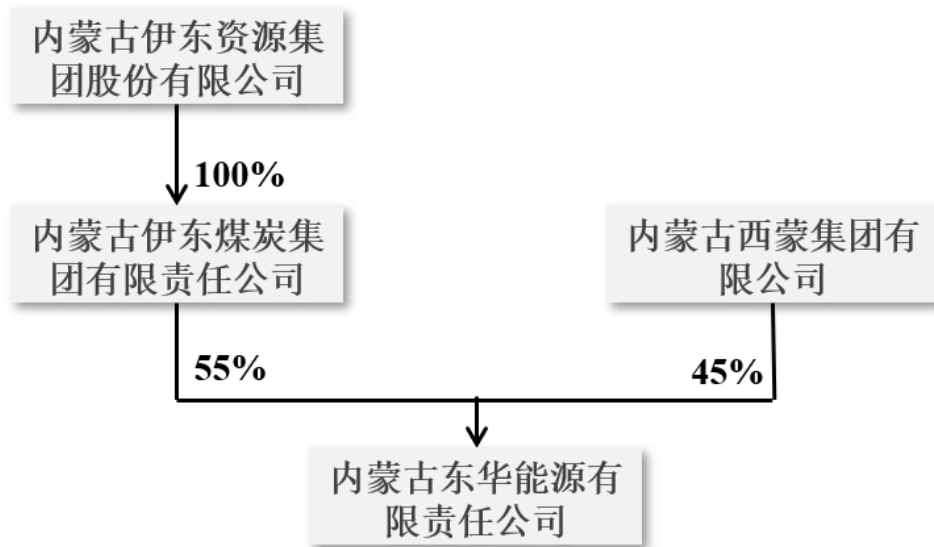 内蒙古伊东资源集
团股份有限公司
100%
内蒙古伊东煤炭集
团有限责任公司
内蒙古西蒙集团有
限公司
55%
45%
内蒙古东华能源有
限责任公司